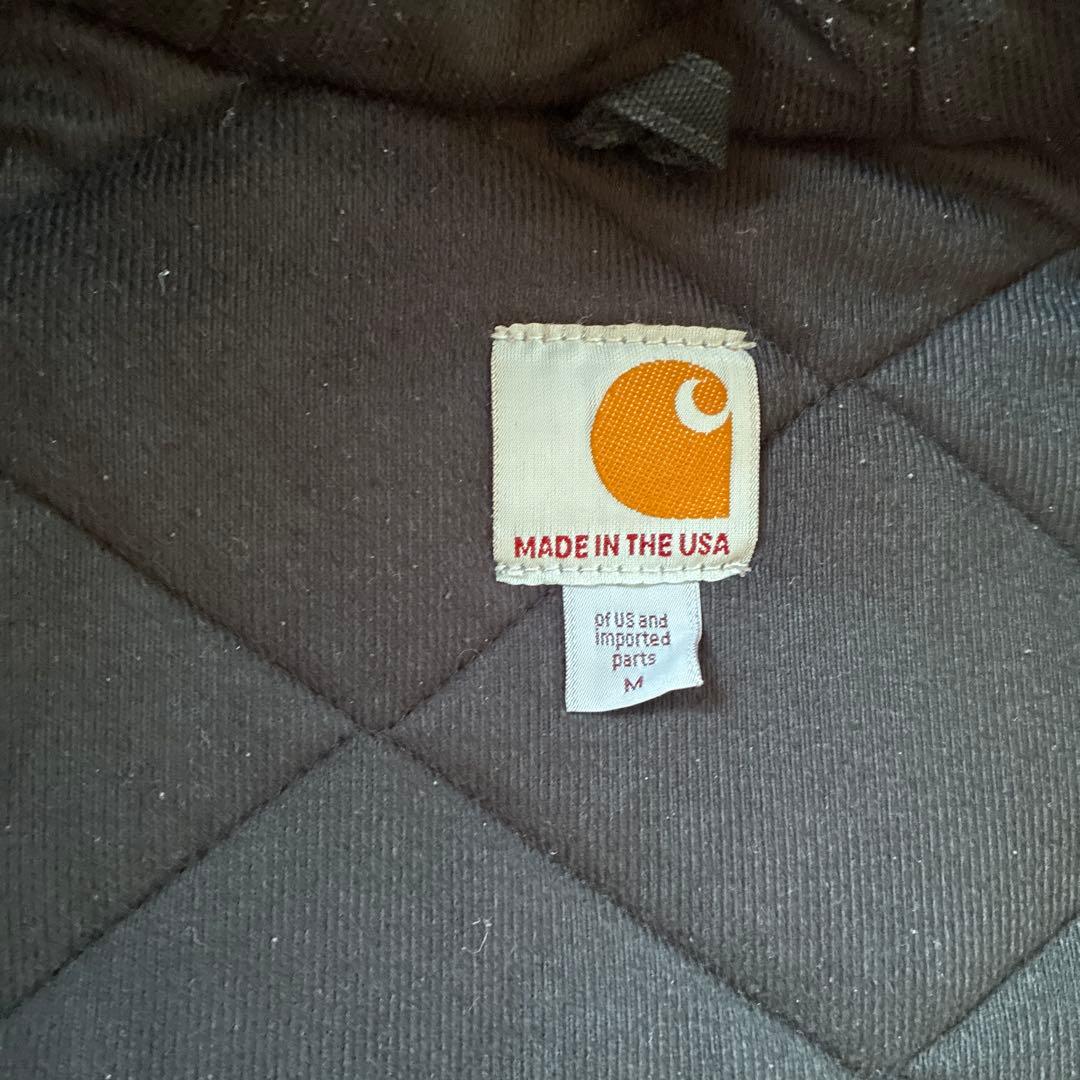 MADE IN THE USA
of US and
imported
parts
M